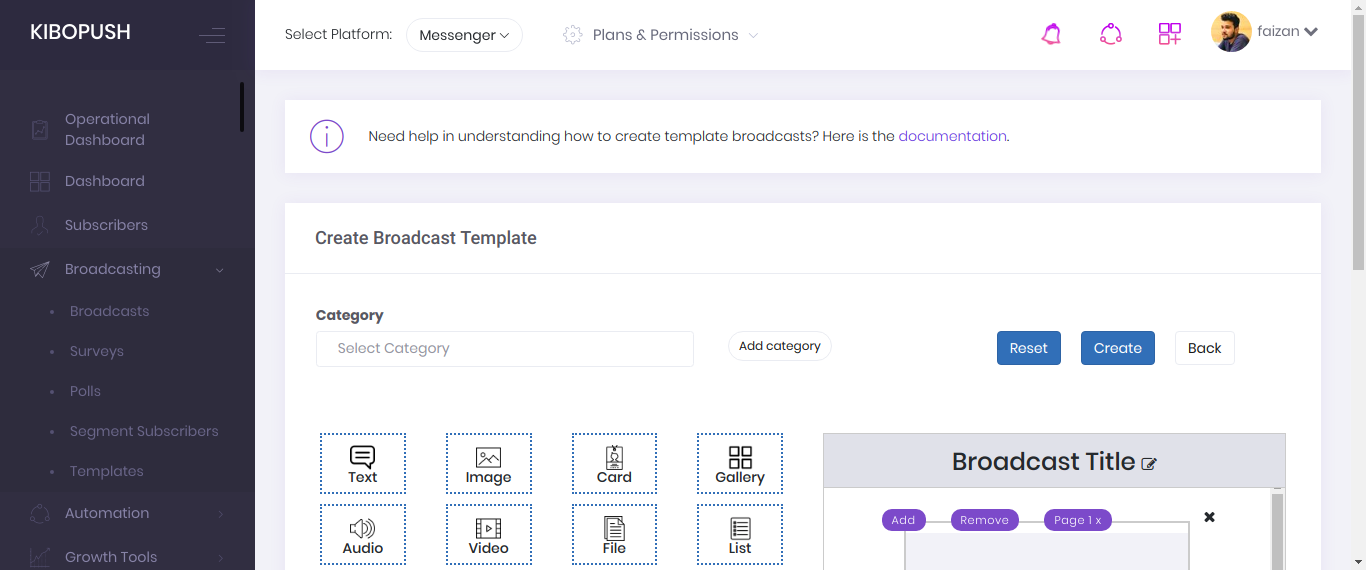 KIBOPUSH
Select Platform: Messenger
Plans & Permissions
faizan
Operational
Dashboard
Dashboard
Subscribers
Broadcasting
Broadcasts
Surveys
Polls
Segment Subscribers
Templates
Automation
Growth Tools
Need help in understanding how to create template broadcasts? Here is the documentation.
Create Broadcast Template
Category
Select Category
Add category
Reset
Create
Back
Text
Image
Card
Gallery
Audio
Video
File
List
Broadcast Title
Add
Remove
Page 1 x